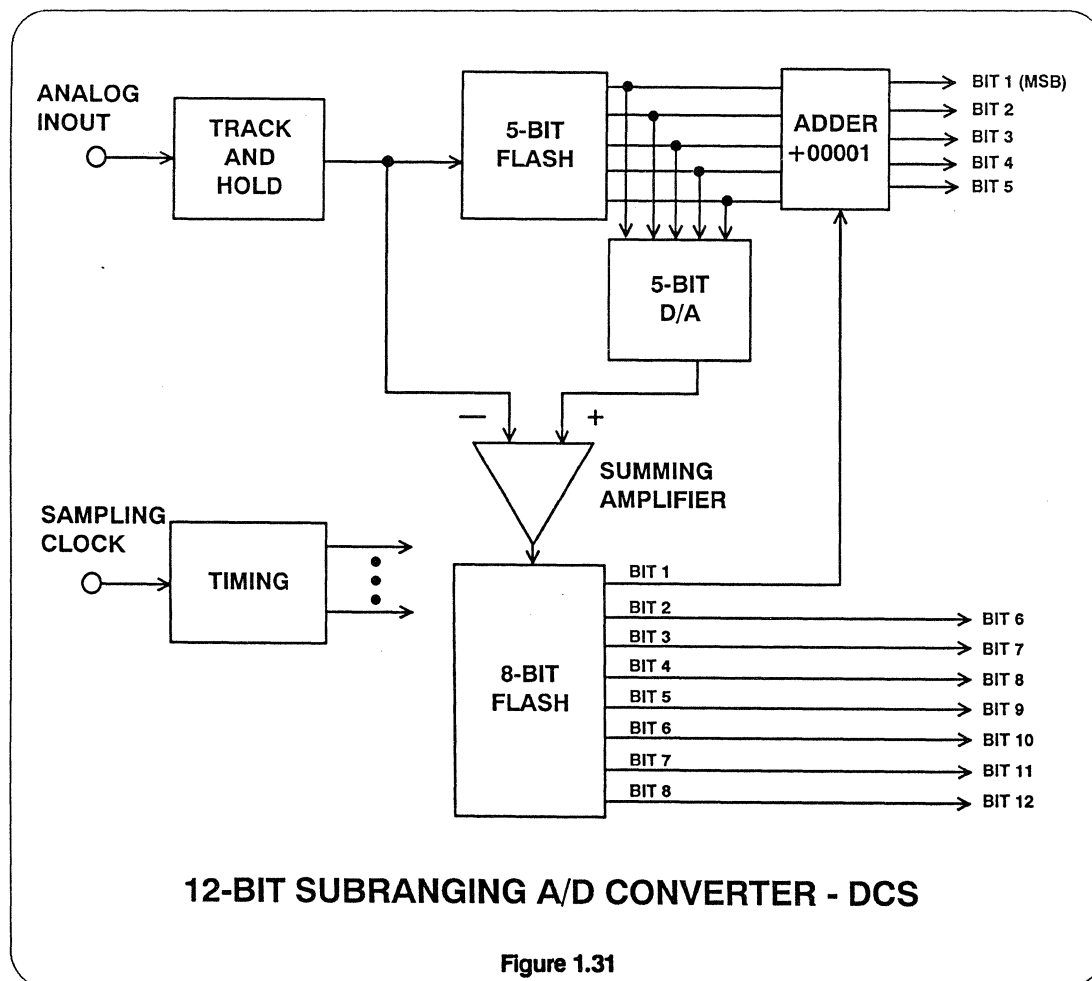 ANALOG
INOUT
TRACK
AND
HOLD
5-BIT
FLASH
ADDER
+00001
BIT 1 (MSB)
BIT 2
BIT 3
BIT 4
BIT 5
5-BIT
D/A
—
+
SUMMING
AMPLIFIER
SAMPLING
CLOCK
TIMING
8-BIT
FLASH
BIT 1
BIT 2
BIT 3
BIT 4
BIT 5
BIT 6
BIT 7
BIT 8
BIT 6
BIT 7
BIT 8
BIT 9
BIT 10
BIT 11
BIT 12
12-BIT SUBRANGING A/D CONVERTER - DCS
Figure 1.31